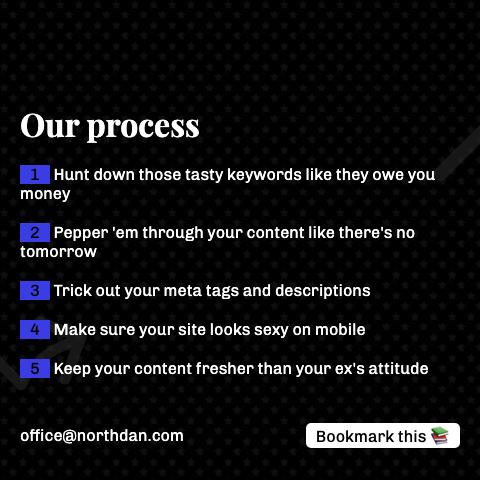 Our process
1 Hunt down those tasty keywords like they owe you
money
2 Pepper 'em through your content like there's no
tomorrow
3 Trick out your meta tags and descriptions
4 Make sure your site looks sexy on mobile
5 Keep your content fresher than your ex's attitude
office@northdan.com
Bookmark this 📚